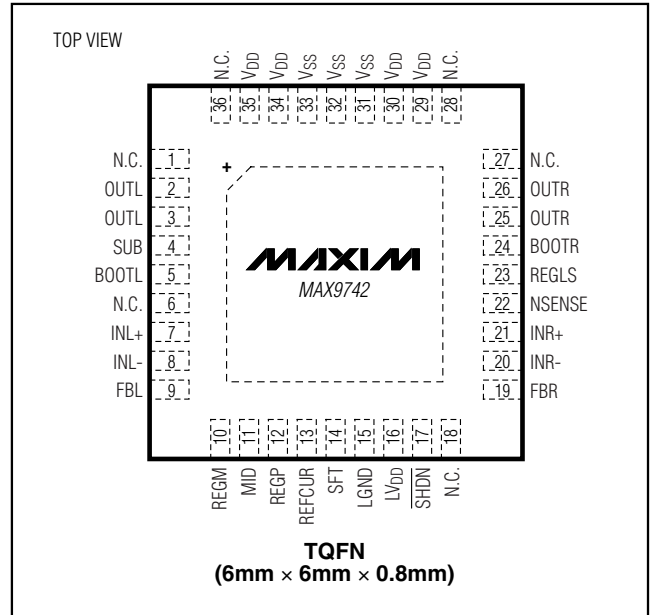 TOP VIEW
N.C. VDD VDD VSS VSS VSS VDD VDD N.C.
36 35 34 33 32 31 30 29 28
N.C. 1
OUTL 2
OUTL 3
SUB 4
BOOTL 5
N.C. 6
INL+ 7
INL- 8
FBL 9
+
MAXIM
MAX9742
27 N.C.
26 OUTR
25 OUTR
24 BOOTR
23 REGLS
22 NSENSE
21 INR+
20 INR-
19 FBR
10 11 12 13 14 15 16 17 18
REGM MID REGP REFCUR SFT LGND LVDD SHDN N.C.
TQFN
(6mm × 6mm × 0.8mm)